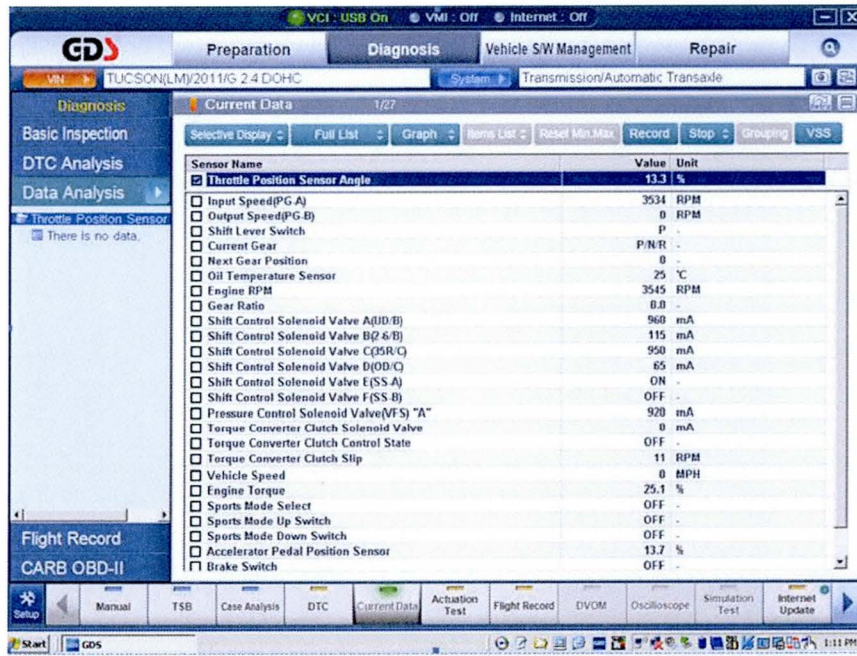 VCI : USB On VMI : Off Internet : Off
GDS Preparation Diagnosis Vehicle S/W Management Repair
VIN TUCSON(LM)/2011/G 2.4 DOHC System Transmission/Automatic Transaxle
Diagnosis
Basic Inspection
DTC Analysis
Data Analysis
Throttle Position Sensor
There is no data.
Flight Record
CARB OBD-II
Current Data 1/27
Selective Display Full List Graph Items List Reset Min.Max. Record Stop Grouping VSS
Sensor Name Value Unit
Throttle Position Sensor Angle 13.3 %
Input Speed(PG-A) 3534 RPM
Output Speed(PG-B) 0 RPM
Shift Lever Switch P -
Current Gear P/N/R -
Next Gear Position 0 -
Oil Temperature Sensor 25 'C
Engine RPM 3545 RPM
Gear Ratio 0.0 -
Shift Control Solenoid Valve A(UD/B) 960 mA
Shift Control Solenoid Valve B(2-6/B) 115 mA
Shift Control Solenoid Valve C(35R/C) 950 mA
Shift Control Solenoid Valve D(OD/C) 65 mA
Shift Control Solenoid Valve E(SS-A) ON -
Shift Control Solenoid Valve F(SS-B) OFF -
Pressure Control Solenoid Valve(VFS) "A" 920 mA
Torque Converter Clutch Solenoid Valve 0 mA
Torque Converter Clutch Control State OFF -
Torque Converter Clutch Slip 11 RPM
Vehicle Speed 0 MPH
Engine Torque 25.1 %
Sports Mode Select OFF -
Sports Mode Up Switch OFF -
Sports Mode Down Switch OFF -
Accelerator Pedal Position Sensor 13.7 %
Brake Switch OFF -
Setup Manual TSB Case Analysis DTC Current Data Actuation Test Flight Record DVOM Oscilloscope Simulation Test Internet Update
Start GDS 1:11 PM